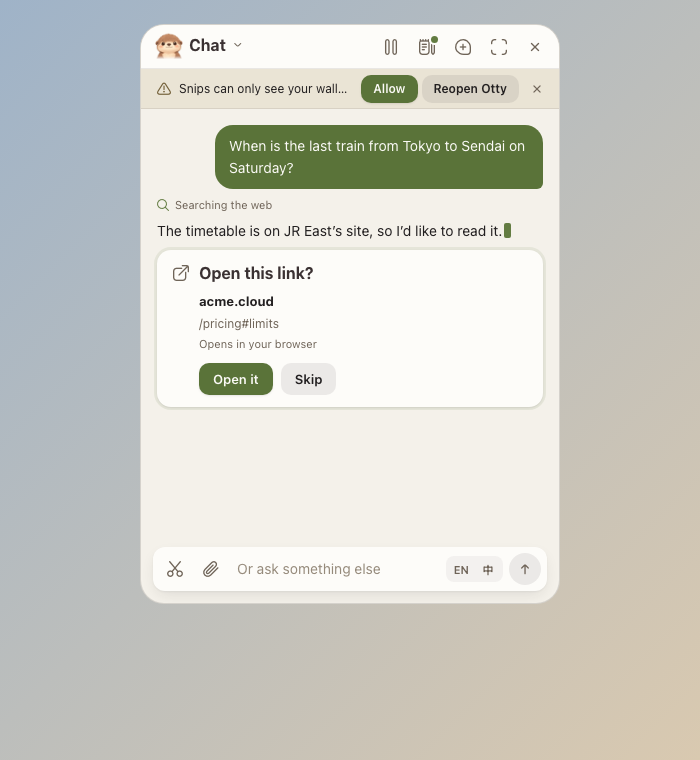 Chat
Snips can only see your wall…
Allow
Reopen Otty
When is the last train from Tokyo to Sendai on
Saturday?
Searching the web
The timetable is on JR East’s site, so I’d like to read it.
Open this link?
acme.cloud
/pricing#limits
Opens in your browser
Open it
Skip
Or ask something else
EN 中